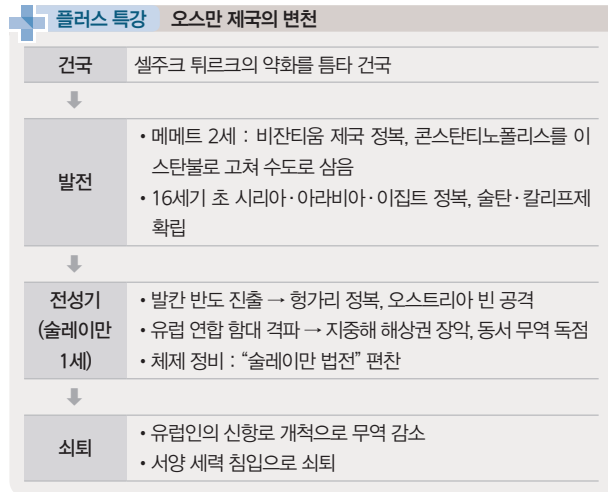 플러스 특강 오스만 제국의 변천
건국 셀주크 튀르크의 약화를 틈타 건국
발전
• 메메트 2세 : 비잔티움 제국 정복, 콘스탄티노폴리스를 이
스탄불로 고쳐 수도로 삼음
• 16세기 초 시리아·아라비아·이집트 정복, 술탄·칼리프제
확립
전성기
(술레이만
1세)
• 발칸 반도 진출 → 헝가리 정복, 오스트리아 빈 공격
• 유럽 연합 함대 격파 → 지중해 해상권 장악, 동서 무역 독점
• 체제 정비 : “술레이만 법전” 편찬
쇠퇴
• 유럽인의 신항로 개척으로 무역 감소
• 서양 세력 침입으로 쇠퇴